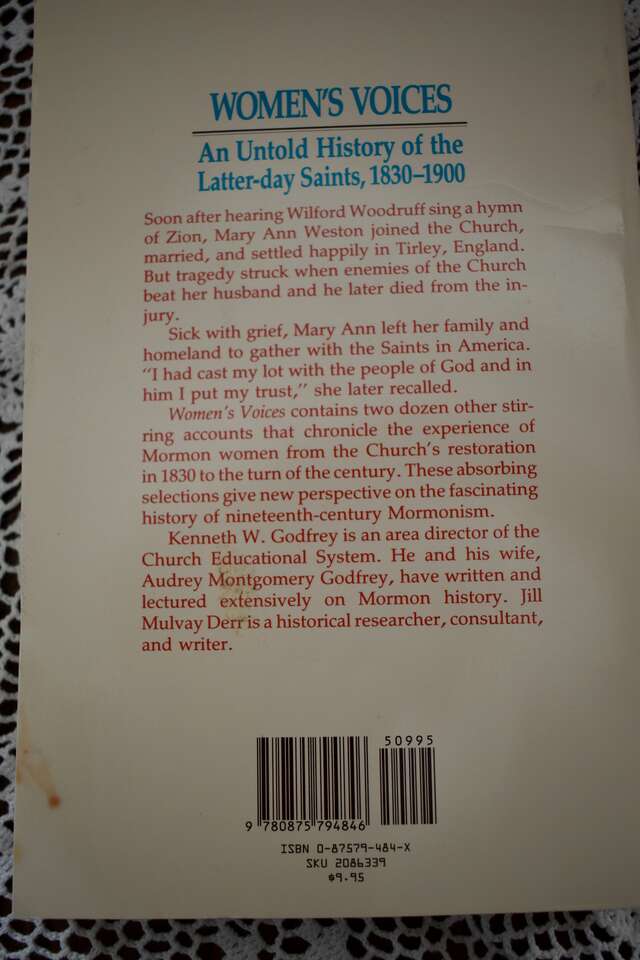 WOMEN'S VOICES
An Untold History of the
Latter-day Saints, 1830–1900
Soon after hearing Wilford Woodruff sing a hymn
of Zion, Mary Ann Weston joined the Church,
married, and settled happily in Tirley, England.
But tragedy struck when enemies of the Church
beat her husband and he later died from the in-
jury.
Sick with grief, Mary Ann left her family and
homeland to gather with the Saints in America.
“I had cast my lot with the people of God and in
him I put my trust,” she later recalled.
Women's Voices contains two dozen other stir-
ring accounts that chronicle the experience of
Mormon women from the Church's restoration
in 1830 to the turn of the century. These absorbing
selections give new perspective on the fascinating
history of nineteenth-century Mormonism.
Kenneth W. Godfrey is an area director of the
Church Educational System. He and his wife,
Audrey Montgomery Godfrey, have written and
lectured extensively on Mormon history. Jill
Mulvay Derr is a historical researcher, consultant,
and writer.
50995
9 780875 794846
ISBN 0-87579-484-X
SKU 2086339
$9.95